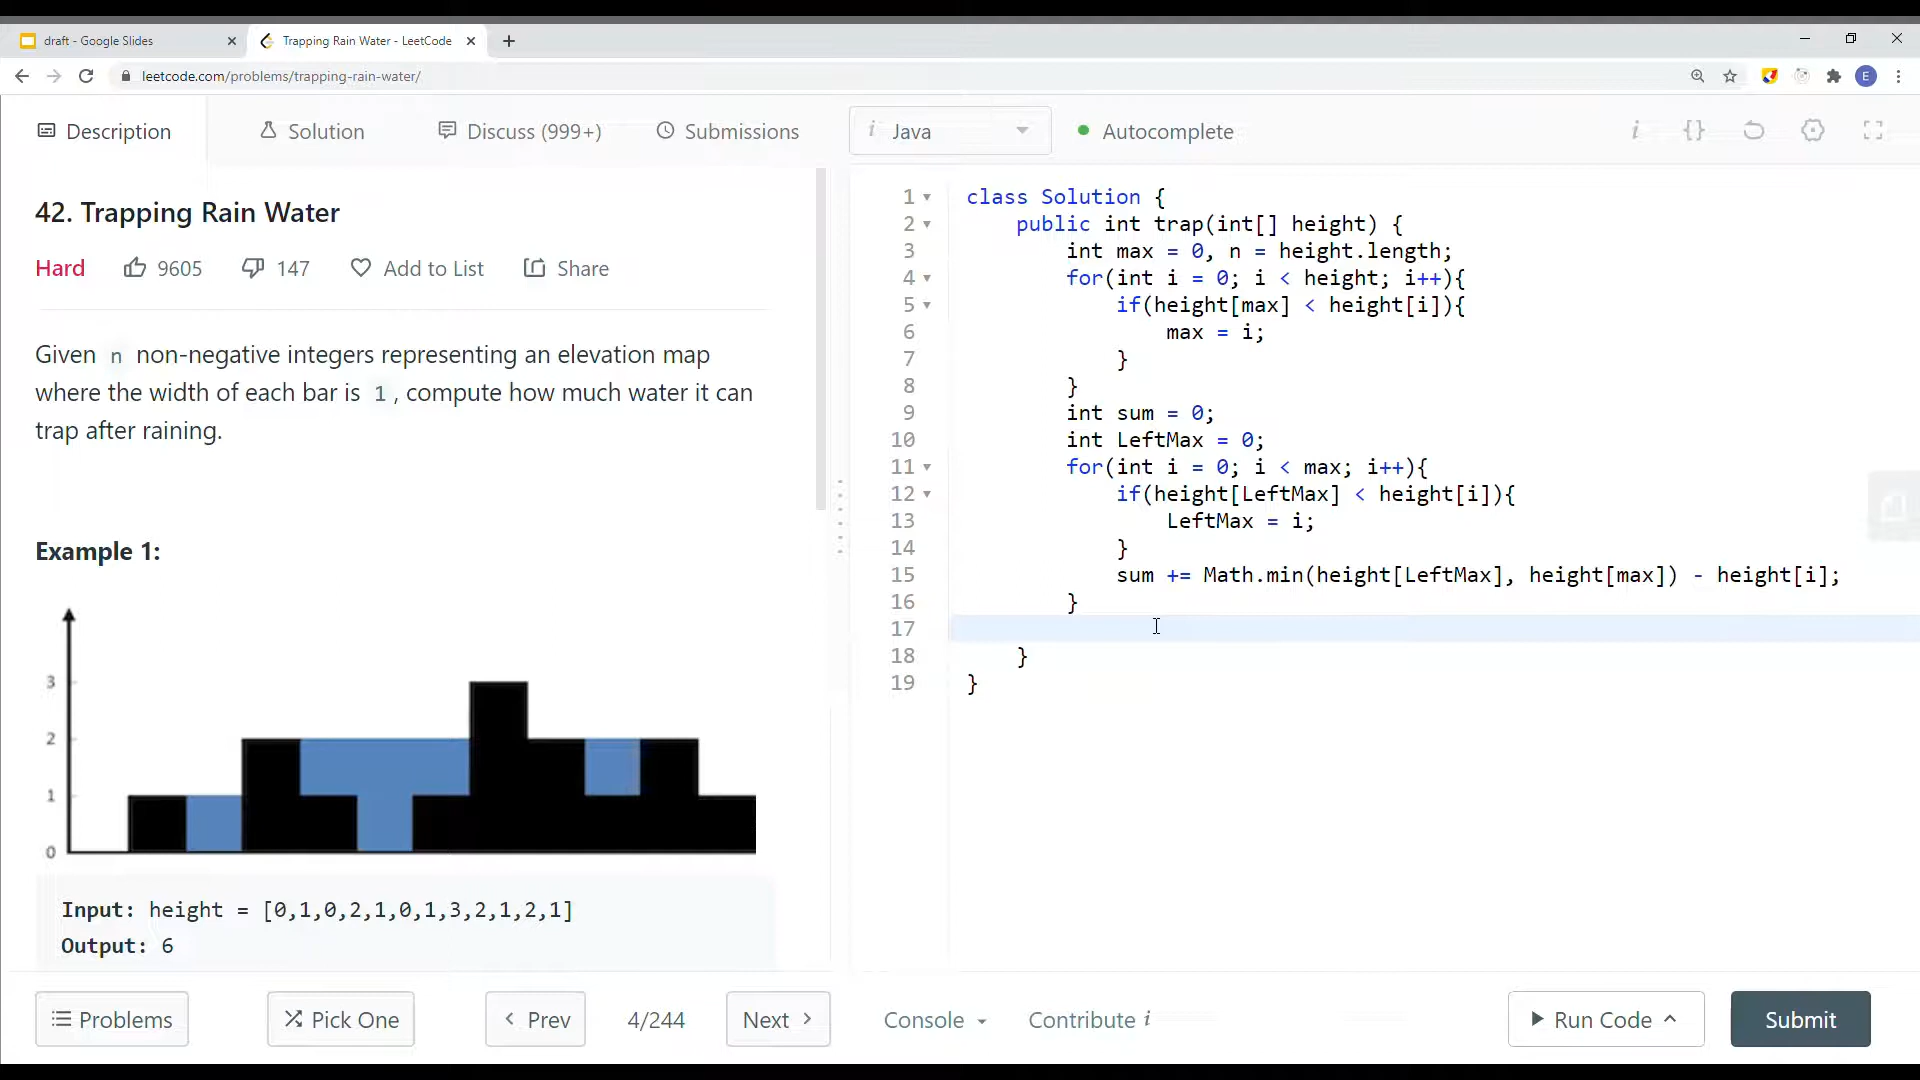 draft - Google Slides
Trapping Rain Water - LeetCode
leetcode.com/problems/trapping-rain-water/
E
Description
Solution
Discuss (999+)
Submissions
i Java
Autocomplete
i {}
42. Trapping Rain Water
Hard 9605 147 Add to List Share
Given n non-negative integers representing an elevation map
where the width of each bar is 1 , compute how much water it can
trap after raining.
Example 1:
3
2
1
0
Input: height = [0,1,0,2,1,0,1,3,2,1,2,1]
Output: 6
1 class Solution {
2 public int trap(int[] height) {
3 int max = 0, n = height.length;
4 for(int i = 0; i < height; i++){
5 if(height[max] < height[i]){
6 max = i;
7 }
8 }
9 int sum = 0;
10 int LeftMax = 0;
11 for(int i = 0; i < max; i++){
12 if(height[LeftMax] < height[i]){
13 LeftMax = i;
14 }
15 sum += Math.min(height[LeftMax], height[max]) - height[i];
16 }
17
18 }
19 }
Problems
Pick One
Prev
4/244
Next
Console
Contribute i
Run Code
Submit